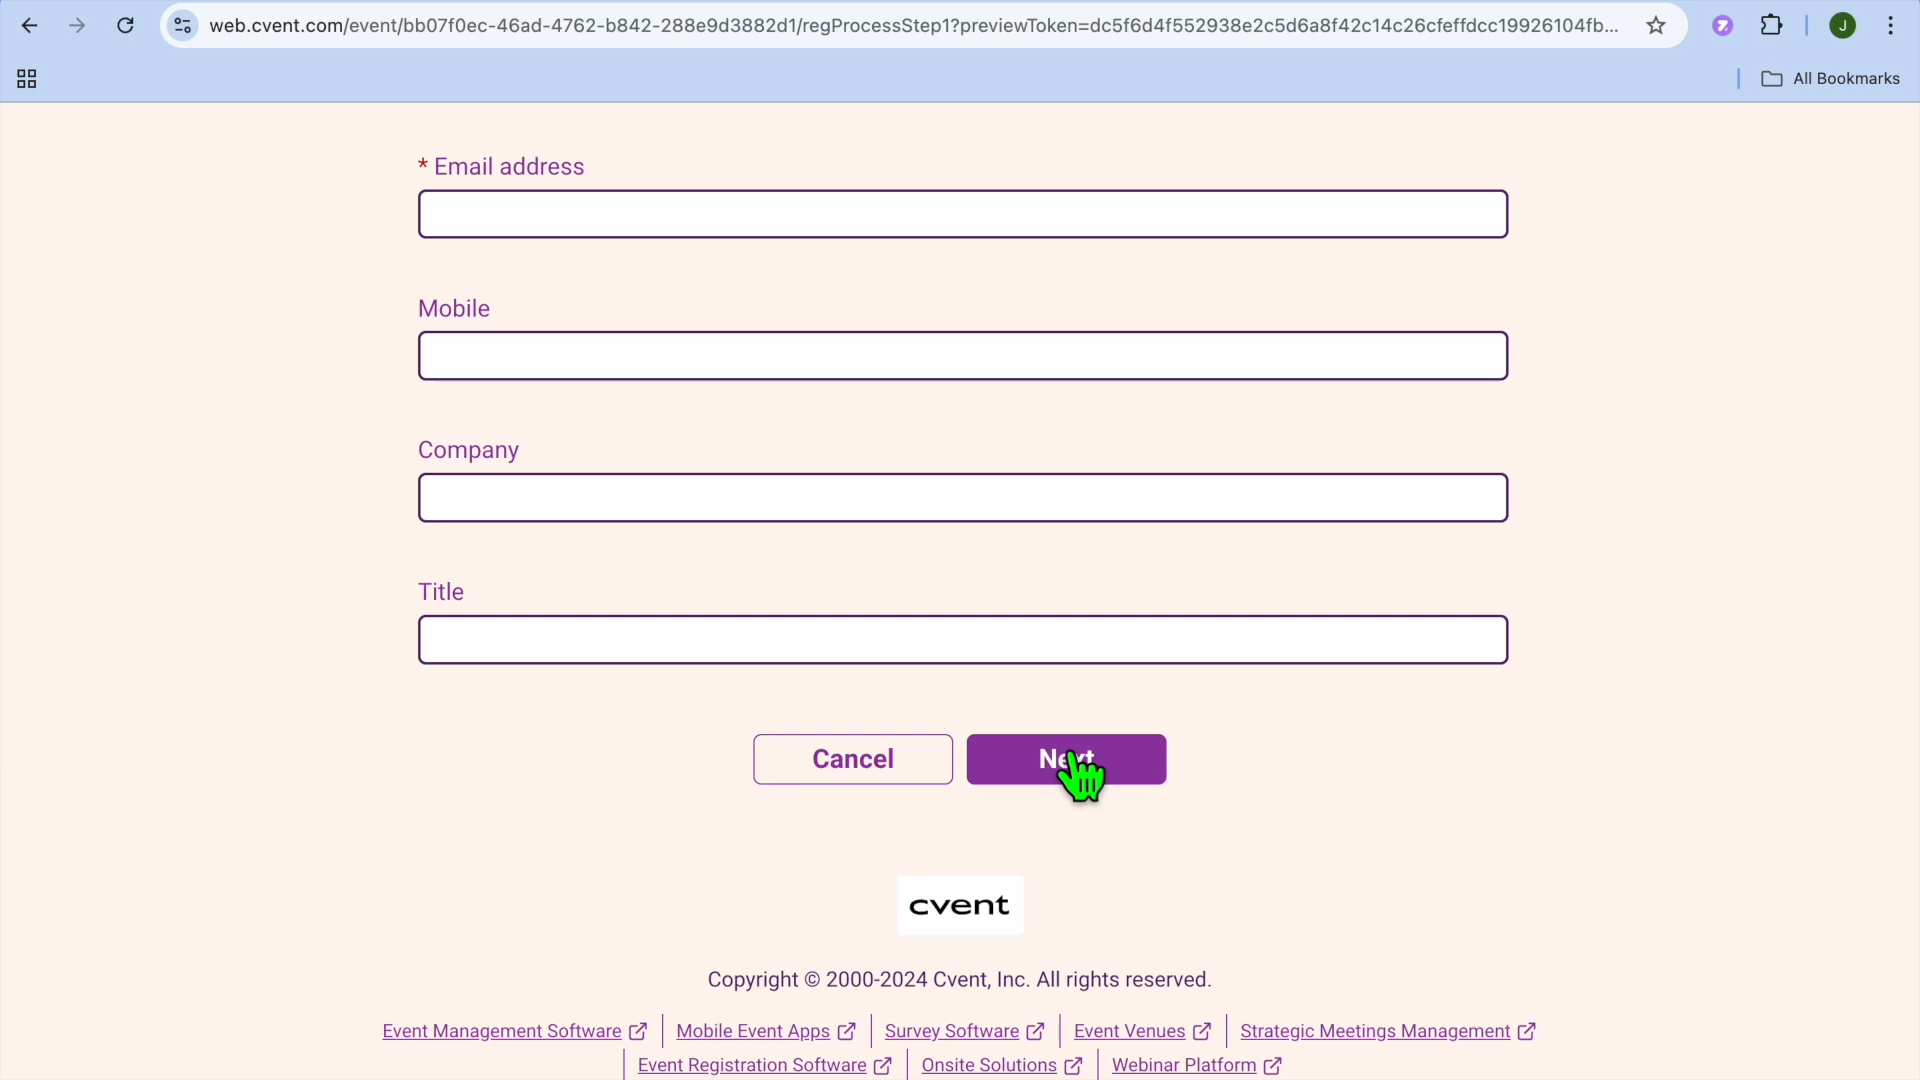 web.cvent.com/event/bb07f0ec-46ad-4762-b842-288e9d3882d1/regProcessStep1?previewToken=dc5f6d4f552938e2c5d6a8f42c14c26cfeffdcc19926104fb...
J
All Bookmarks
* Email address
Mobile
Company
Title
Cancel
Next
cvent
Copyright © 2000-2024 Cvent, Inc. All rights reserved.
Event Management Software
Mobile Event Apps
Survey Software
Event Venues
Strategic Meetings Management
Event Registration Software
Onsite Solutions
Webinar Platform